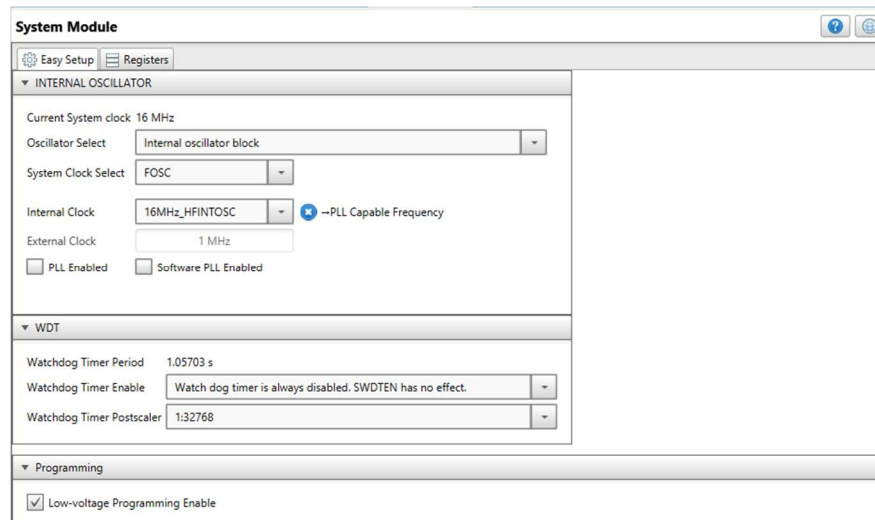 System Module
Easy Setup Registers
INTERNAL OSCILLATOR
Current System clock 16 MHz
Oscillator Select Internal oscillator block
System Clock Select FOSC
Internal Clock 16MHz_HFINTOSC →PLL Capable Frequency
External Clock 1 MHz
PLL Enabled Software PLL Enabled
WDT
Watchdog Timer Period 1.05703 s
Watchdog Timer Enable Watch dog timer is always disabled. SWDTEN has no effect.
Watchdog Timer Postscaler 1:32768
Programming
Low-voltage Programming Enable